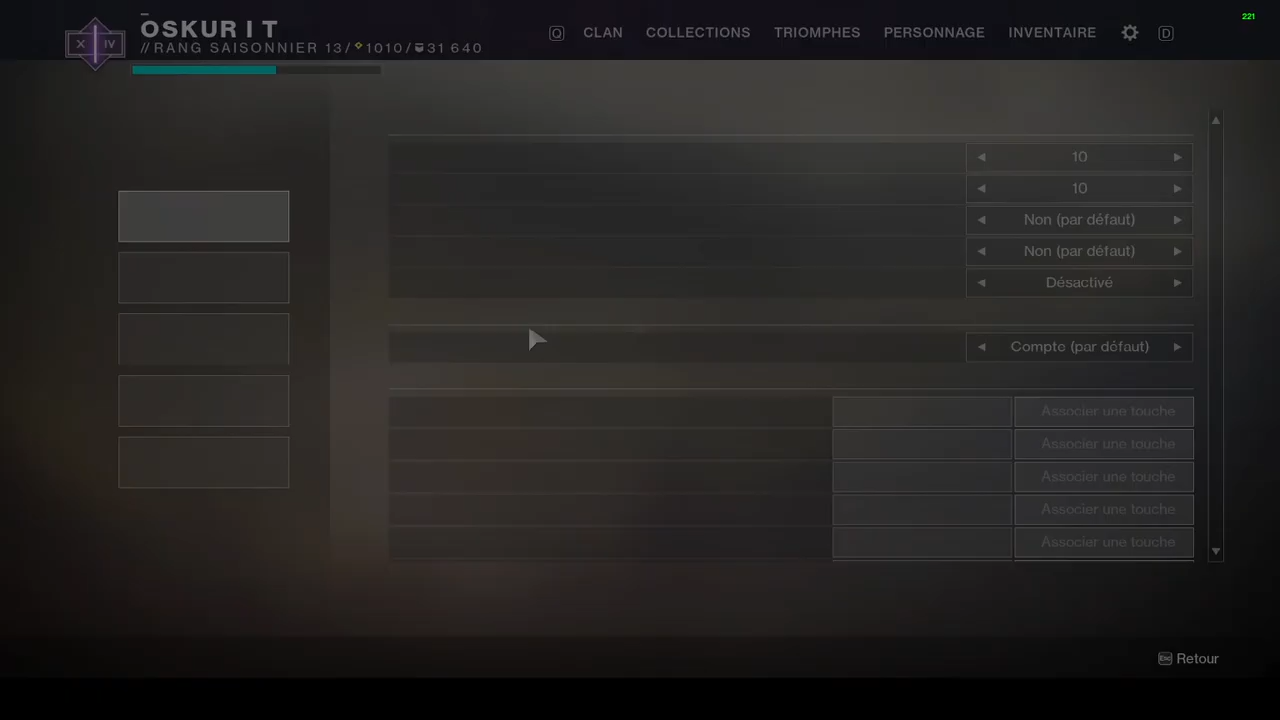 221
OSKURIT
//RANG SAISONNIER 13/1010/31 640
X IV
Q CLAN COLLECTIONS TRIOMPHES PERSONNAGE INVENTAIRE D
10
10
Non (par défaut)
Non (par défaut)
Désactivé
Compte (par défaut)
Associer une touche
Associer une touche
Associer une touche
Associer une touche
Associer une touche
Esc Retour